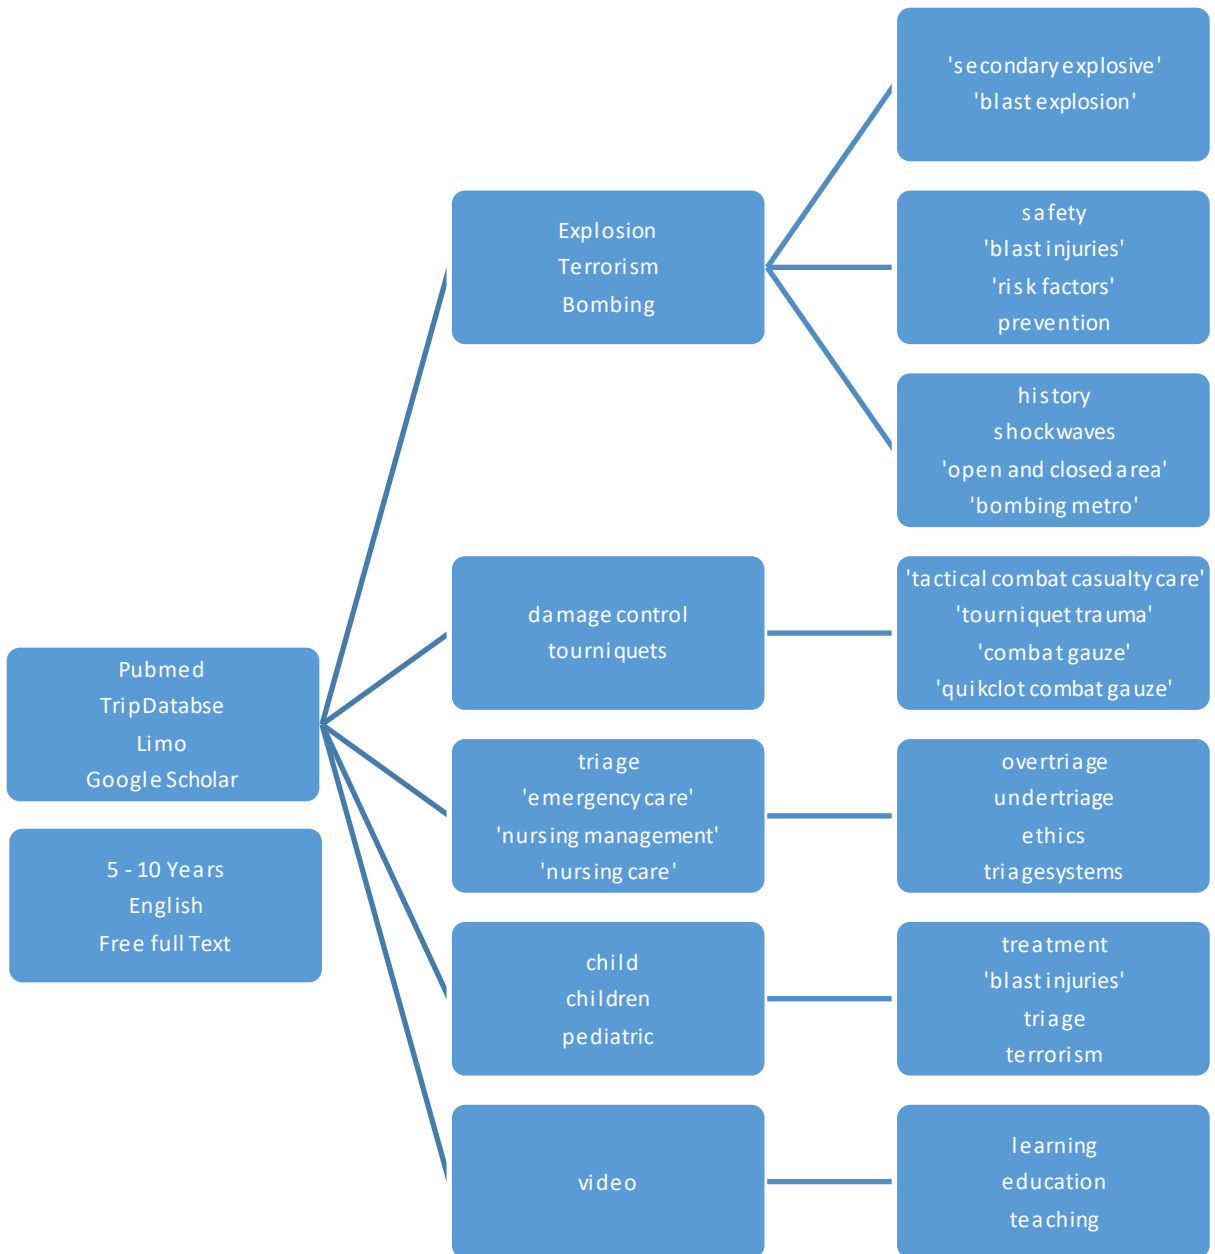 Pubmed
TripDatabse
Limo
Google Scholar
5 - 10 Years
English
Free full Text
Explosion
Terrorism
Bombing
'secondary explosive'
'blast explosion'
safety
'blast injuries'
'risk factors'
prevention
history
shockwaves
'open and closed area'
'bombing metro'
damage control
tourniquets
'tactical combat casualty care'
'tourniquet trauma'
'combat gauze'
'quikclot combat gauze'
triage
'emergency care'
'nursing management'
'nursing care'
overtriage
undertriage
ethics
triagesystems
child
children
pediatric
treatment
'blast injuries'
triage
terrorism
video
learning
education
teaching